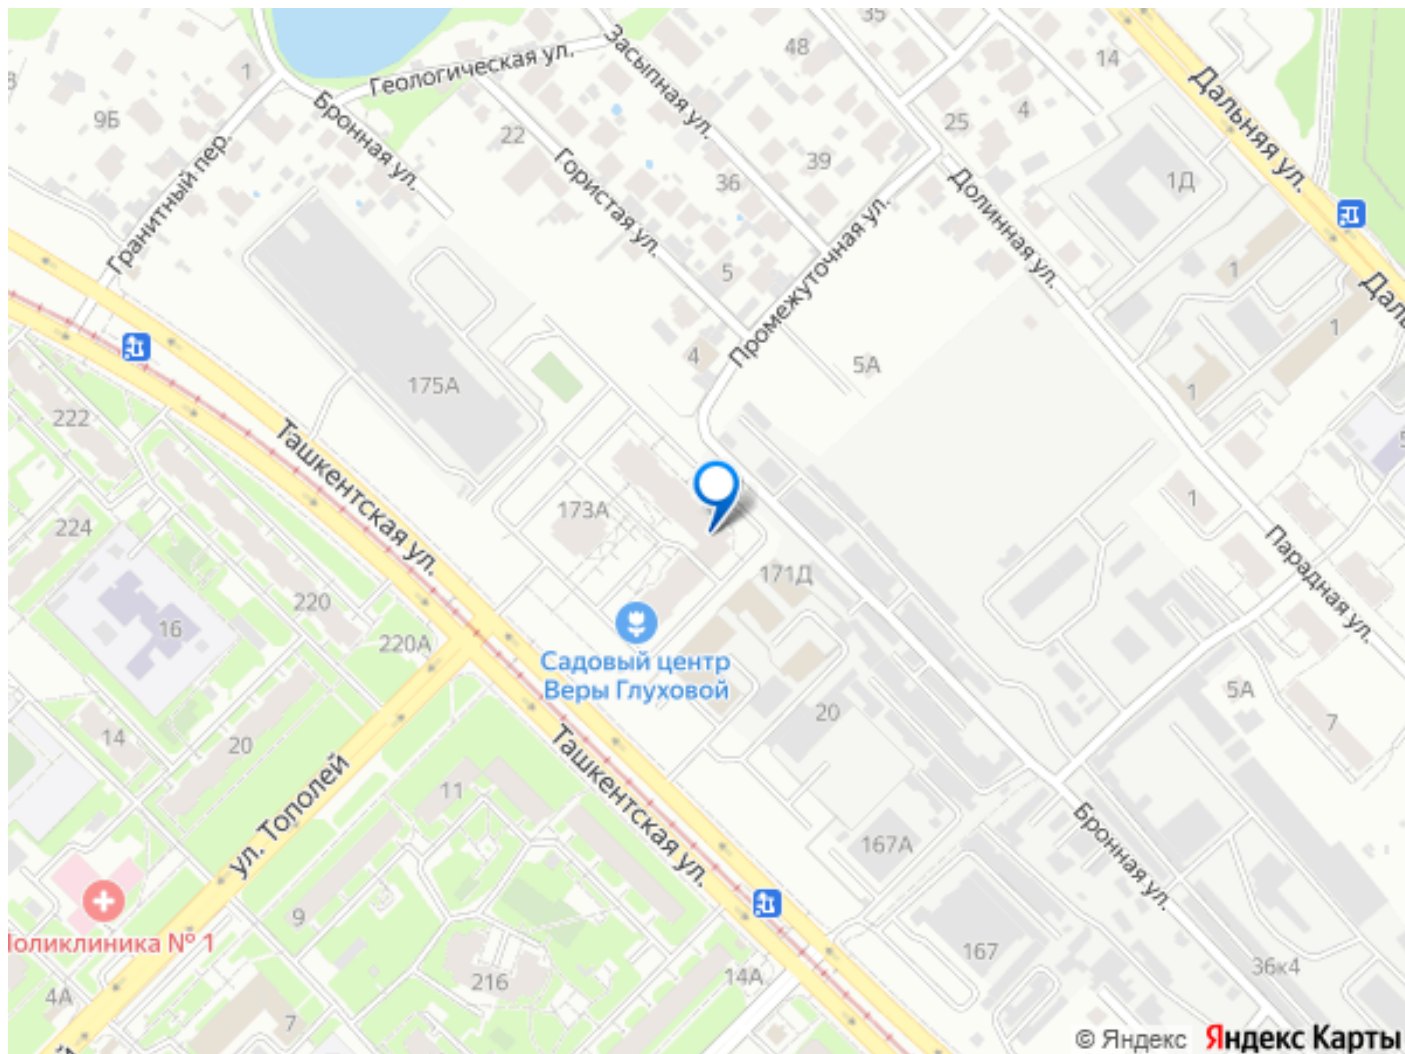 35
48
14
Геологическая ул.
Засыпная ул.
Дальняя ул.
1
9Б
Бронная ул.
22
25
4
39
36
1Д
Гранитный пер.
Гористая ул.
Долинная ул.
Промежуточная ул.
5
1
1
4
5А
1
175А
222
Ташкентская ул.
173А
1
224
171Д
Парадная ул.
220
16
220А
Садовый центр
Веры Глуховой
5А
20
7
14
20
Ташкентская ул.
ул. Тополей
11
167А
Бронная ул.
9
Поликлиника № 1
167
36к4
216
14А
4А
7
© Яндекс
Яндекс Карты